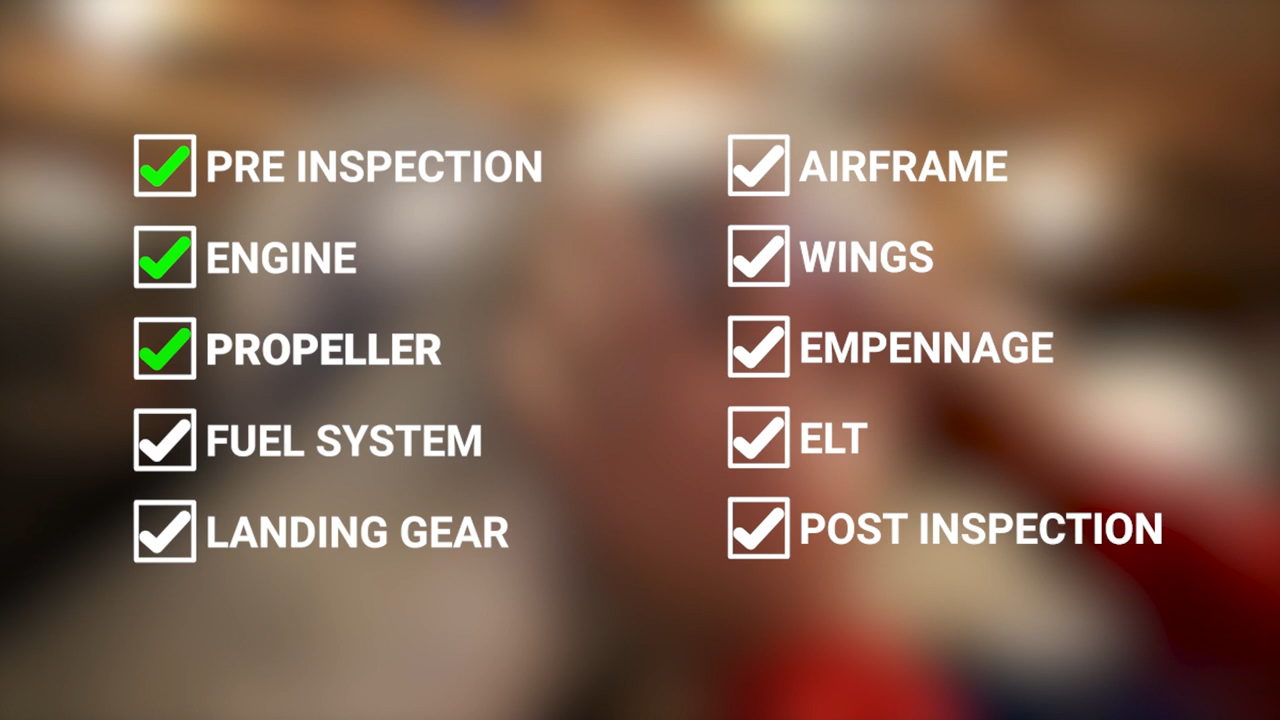 PRE INSPECTION
ENGINE
PROPELLER
FUEL SYSTEM
LANDING GEAR
AIRFRAME
WINGS
EMPENNAGE
ELT
POST INSPECTION